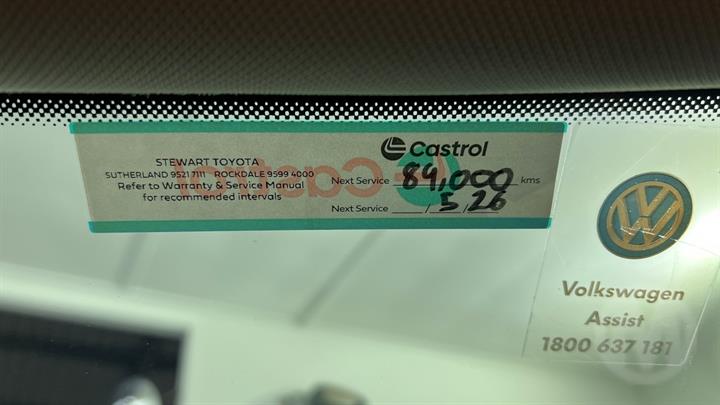 Castrol
STEWART TOYOTA
SUTHERLAND 9521 7111 ROCKDALE 9599 4000
Refer to Warranty & Service Manual
for recommended intervals
Next Service 89,000 kms
Next Service / 5, 26
Volkswagen
Assist
1800 637 181